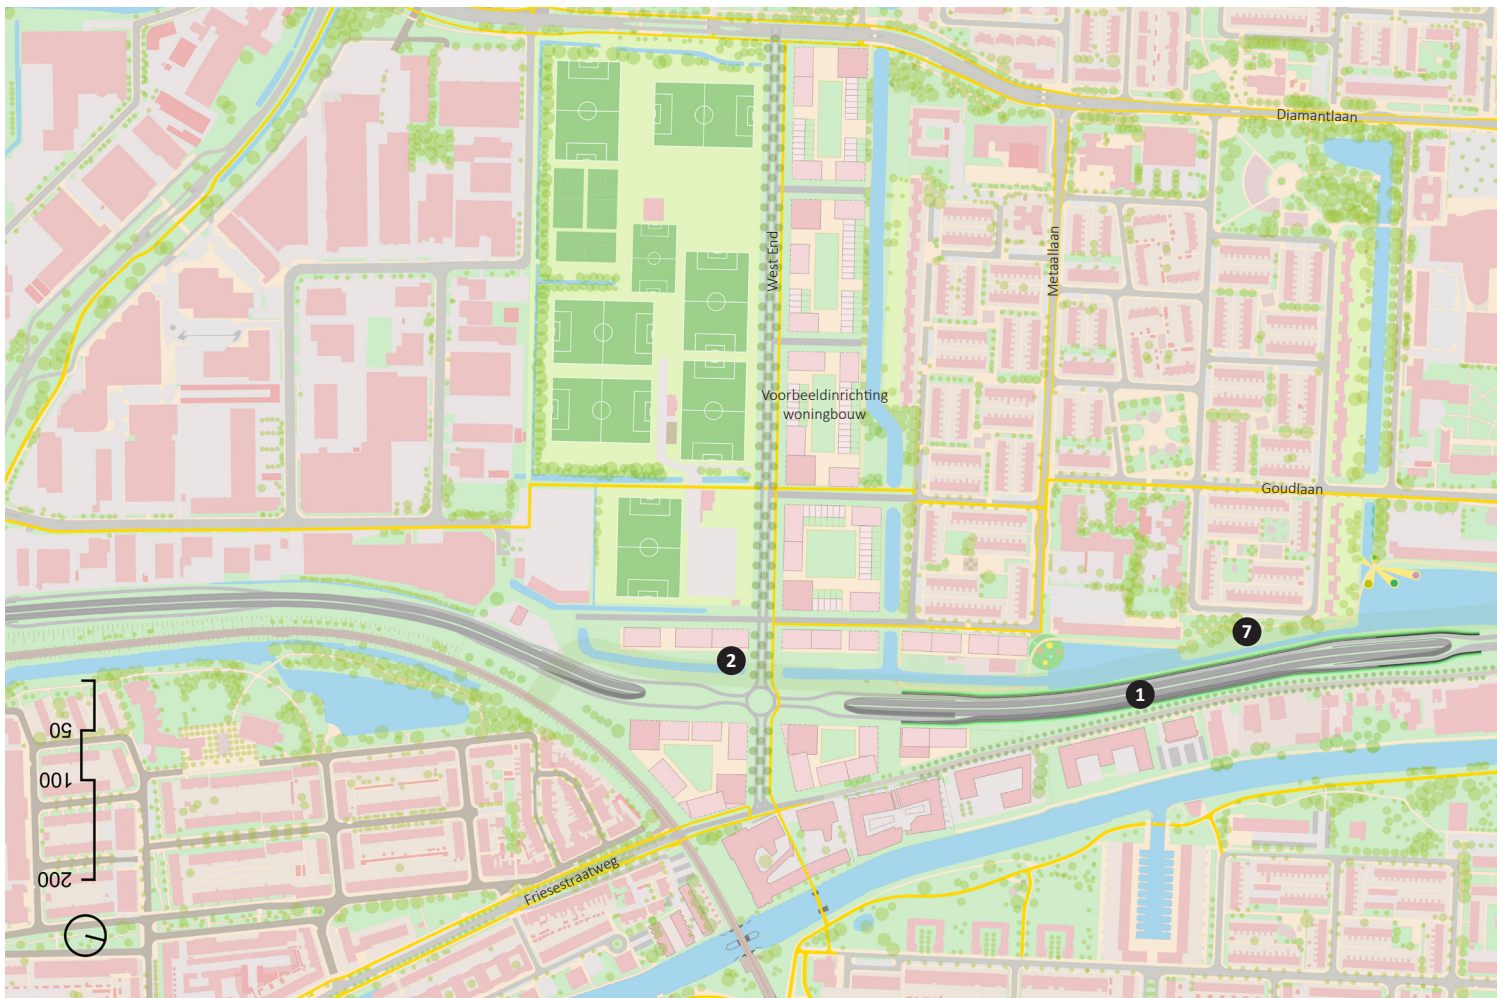 Diamantlaan
West End
Metaallaan
Voorbeeldinrichting
woningbouw
Goudlaan
7
2
1
50
100
200
Friesestraatweg